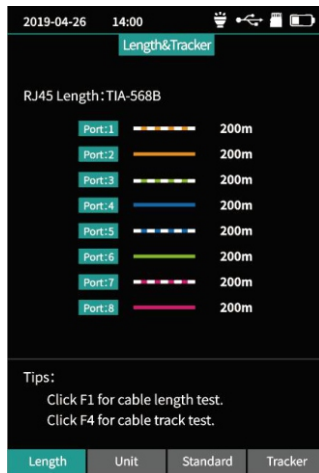 2019-04-26 14:00
Length&Tracker
RJ45 Length:TIA-568B
Port:1 200m
Port:2 200m
Port:3 200m
Port:4 200m
Port:5 200m
Port:6 200m
Port:7 200m
Port:8 200m
Tips:
Click F1 for cable length test.
Click F4 for cable track test.
Length Unit Standard Tracker